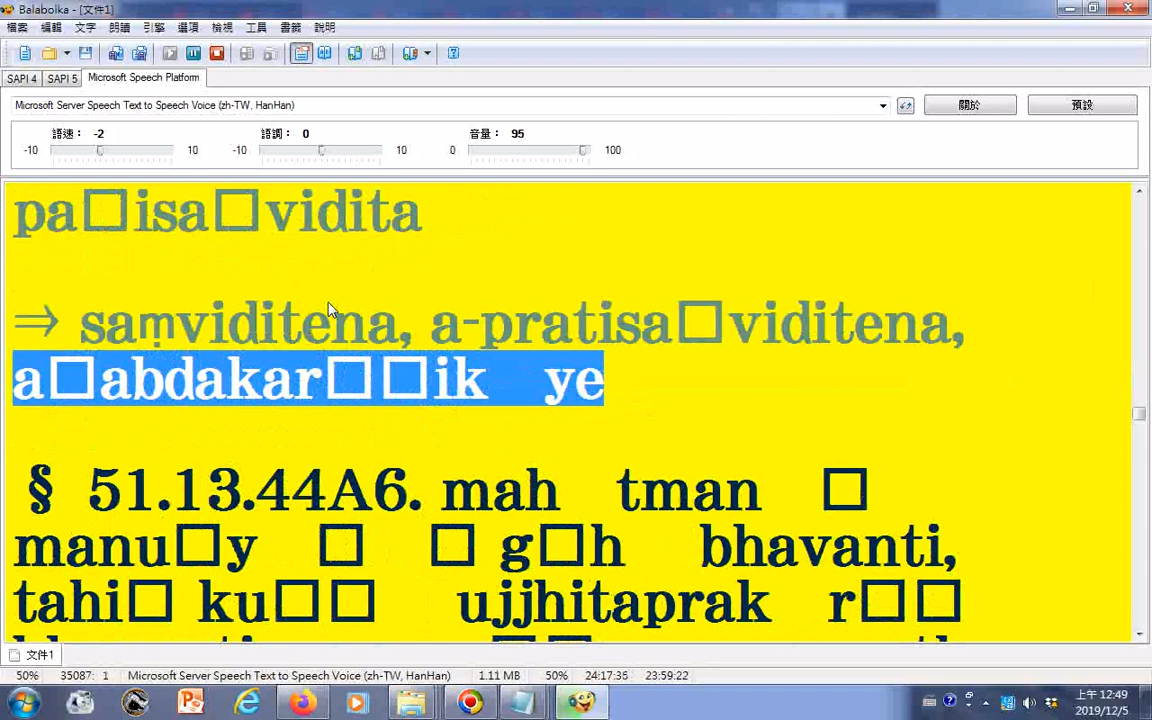 Balabolka - [文件1]
檔案 編輯 文字 朗讀 引擎 選項 檢視 工具 書籤 說明
SAPI 4 SAPI 5 Microsoft Speech Platform
Microsoft Server Speech Text to Speech Voice (zh-TW, HanHan) 關於 預設
語速： -2 語調： 0 音量： 95
-10 10 -10 10 0 100
pa□isa□vidita
⇒ saṃviditena, a-pratisa□viditena,
a□abdakar□□ik ye
§ 51.13.44A6. mah tman □
manu□y □ □ g□h bhavanti,
tahi□ ku□□ ujjhitaprak r□□
文件1
50% 35087: 1 Microsoft Server Speech Text to Speech Voice (zh-TW, HanHan) 1.11 MB 50% 24:17:35 23:59:22
上午 12:49
2019/12/5